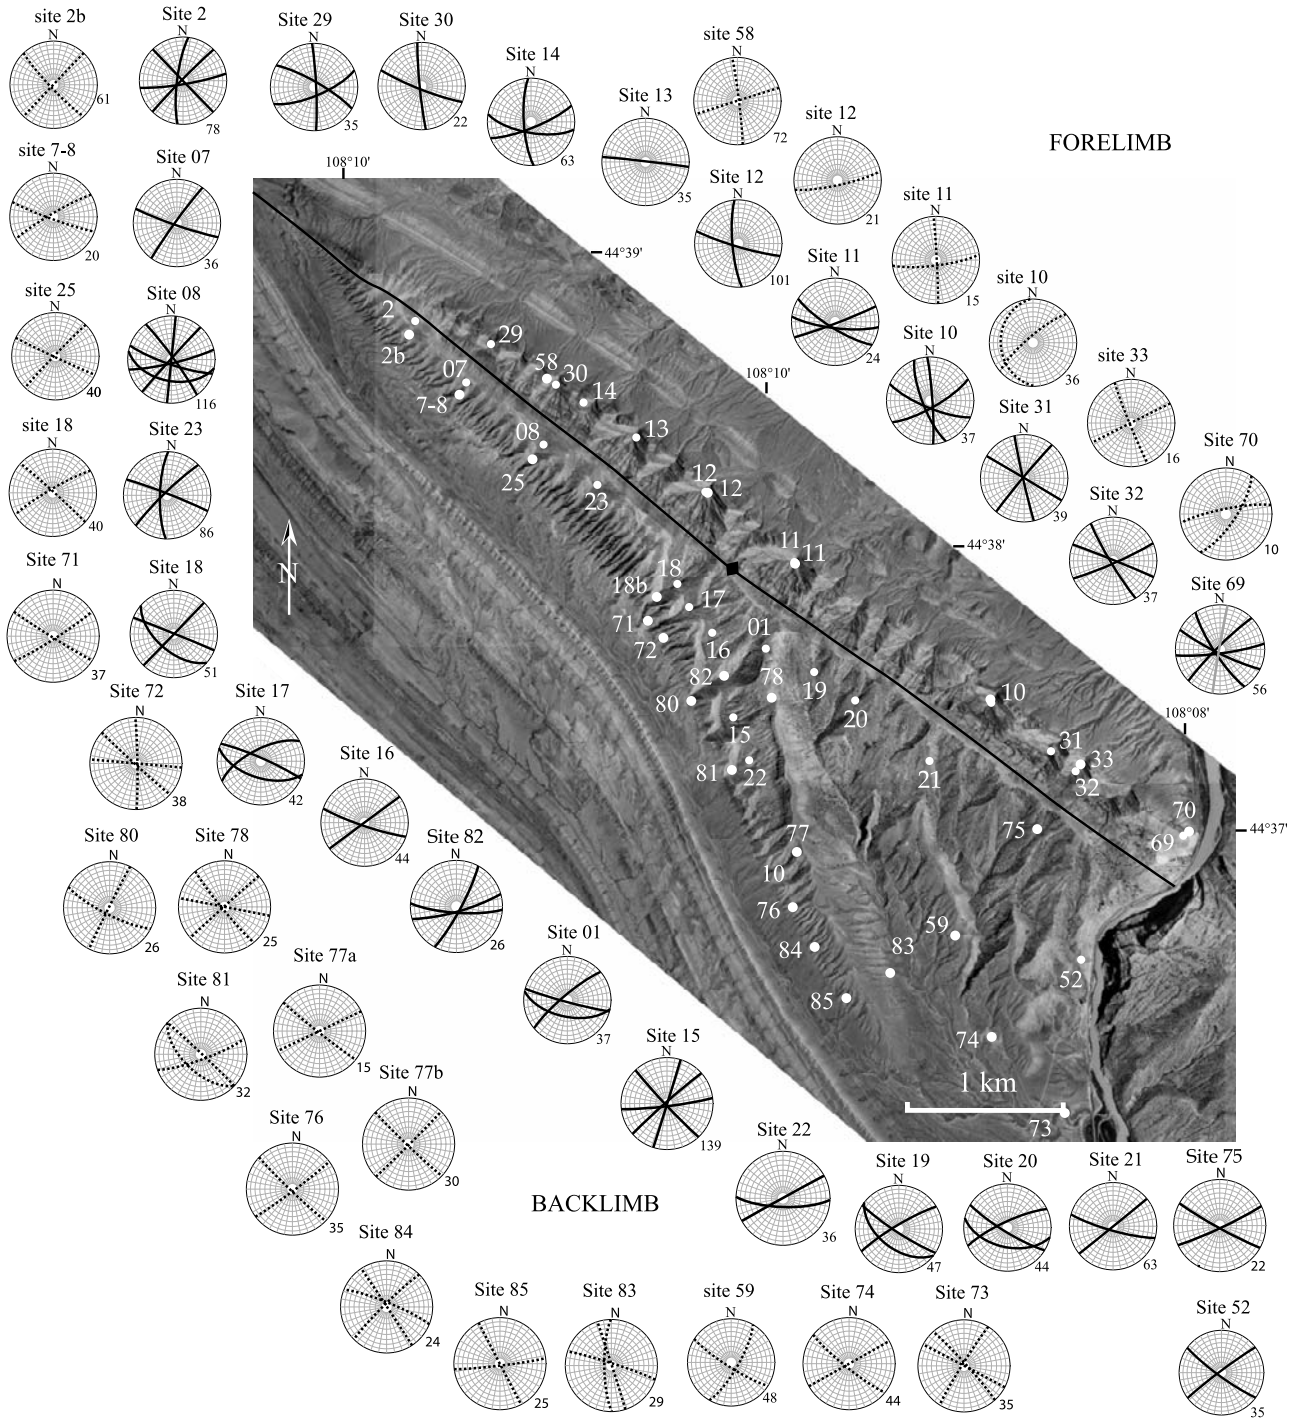 site 2b
N
61
Site 2
N
78
Site 29
N
35
Site 30
N
22
Site 14
N
63
Site 13
N
35
site 58
N
72
site 12
N
21
FORELIMB
site 7-8
N
20
Site 07
N
36
108°10'
44°39'
Site 12
N
101
site 11
N
15
Site 11
N
24
site 10
N
36
site 25
N
40
Site 08
N
116
Site 10
N
37
108°10'
site 33
N
16
Site 31
N
39
Site 70
N
10
site 18
N
40
Site 23
N
86
Site 32
N
37
44°38'
Site 71
N
37
Site 18
N
51
Site 69
N
56
108°08'
44°37'
N
2
2b
29
07
7-8
58
30
14
08
25
13
23
12
12
11
11
18
18b
17
71
72
16
01
82
78
80
19
20
15
81
22
21
10
31
33
32
75
70
69
77
10
76
84
83
59
52
85
74
1 km
73
Site 72
N
38
Site 17
N
42
Site 16
N
44
Site 80
N
26
Site 78
N
25
Site 82
N
26
Site 81
N
32
Site 77a
N
15
Site 01
N
37
Site 77b
N
30
Site 15
N
139
Site 76
N
35
BACKLIMB
Site 22
N
36
Site 19
N
47
Site 20
N
44
Site 21
N
63
Site 75
N
22
Site 84
N
24
Site 85
N
25
Site 83
N
29
site 59
N
48
Site 74
N
44
Site 73
N
35
Site 52
N
35